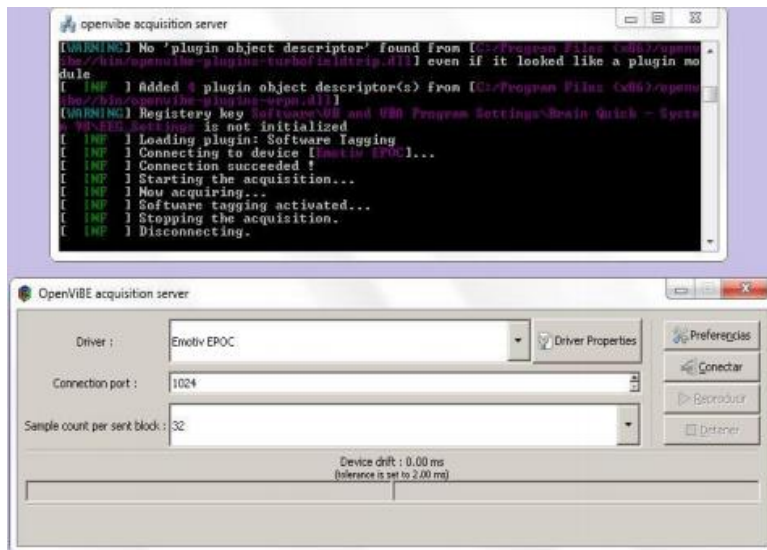 openvibe acquisition server
[WARNING] No 'plugin object descriptor' found from [C:/Program Files (x86)/openv
ibe//bin/openvibe-plugins-turbofieldtrip.dll] even if it looked like a plugin mo
dule
[ INF ] Added 4 plugin object descriptor(s) from [C:/Program Files (x86)/openv
ibe//bin/openvibe-plugins-vrpn.dll]
[WARNING] Registery key Software\VB and VBA Program Settings\Brain Quick - Syste
m 98\EEG_Settings is not initialized
[ INF ] Loading plugin: Software Tagging
[ INF ] Connecting to device [Emotiv EPOC]...
[ INF ] Connection succeeded !
[ INF ] Starting the acquisition...
[ INF ] Now acquiring...
[ INF ] Software tagging activated...
[ INF ] Stopping the acquisition.
[ INF ] Disconnecting.
OpenViBE acquisition server
Driver : Emotiv EPOC Driver Properties Preferencias
Conectar
Connection port : 1024
Reproducir
Sample count per sent block : 32
Detener
Device drift : 0.00 ms
(tolerance is set to 2.00 ms)